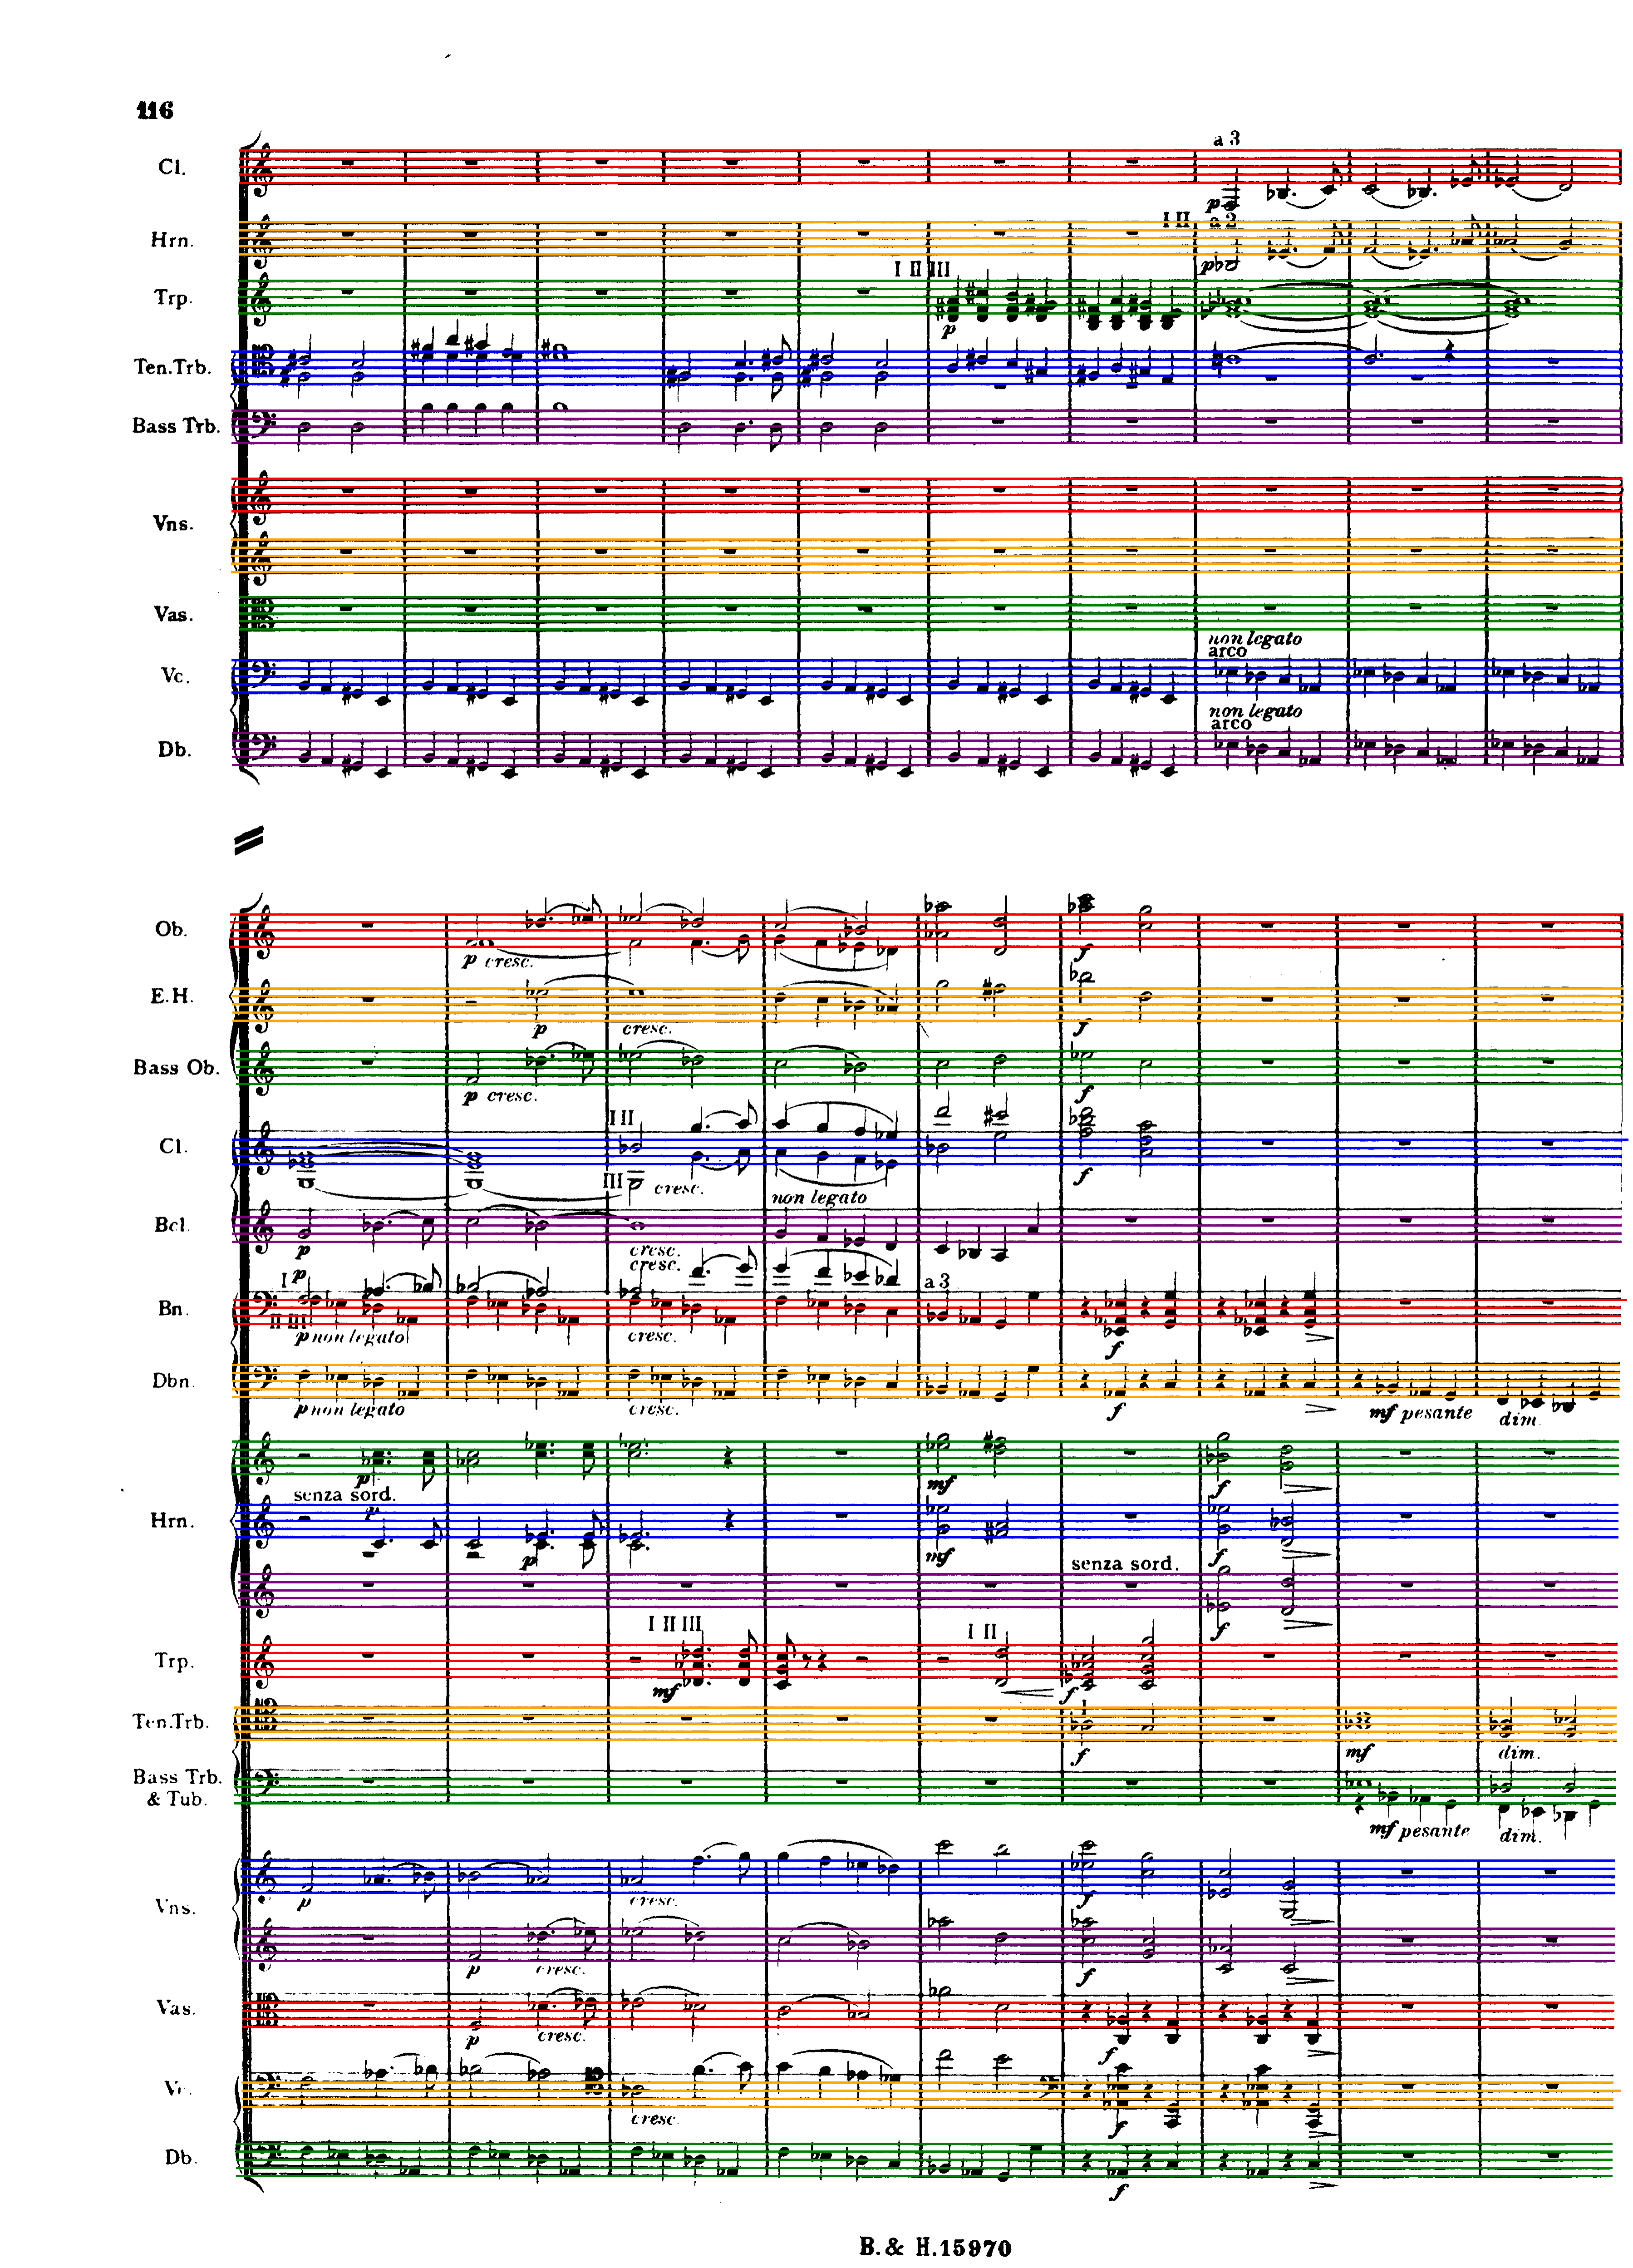 116
a 3
Cl.
p
I II a 2
Hrn.
pp
I II III
Trp.
p
Ten.Trb.
Bass Trb.
Vns.
Vas.
non legato
arco
Vc.
non legato
arco
Db.
Ob.
p cresc.
f
E.H.
p cresc. f
Bass Ob.
p cresc. f
I II
Cl.
III cresc. f
non legato
Bcl.
p cresc.
p cresc.
I a 3
Bn.
II III
p non legato cresc. f
Dbn.
p non legato cresc. f mf pesante dim.
p mf f
senza sord.
p
Hrn.
p mf f
senza sord.
f
I II III I II
Trp.
mf f
I
Ten.Trb.
f mf dim.
Bass Trb.
& Tub.
mf pesante dim.
Vns.
p cresc. f
p cresc. f
Vas.
p cresc. f
Vc.
cresc. f
Db.
f
B. & H. 15970